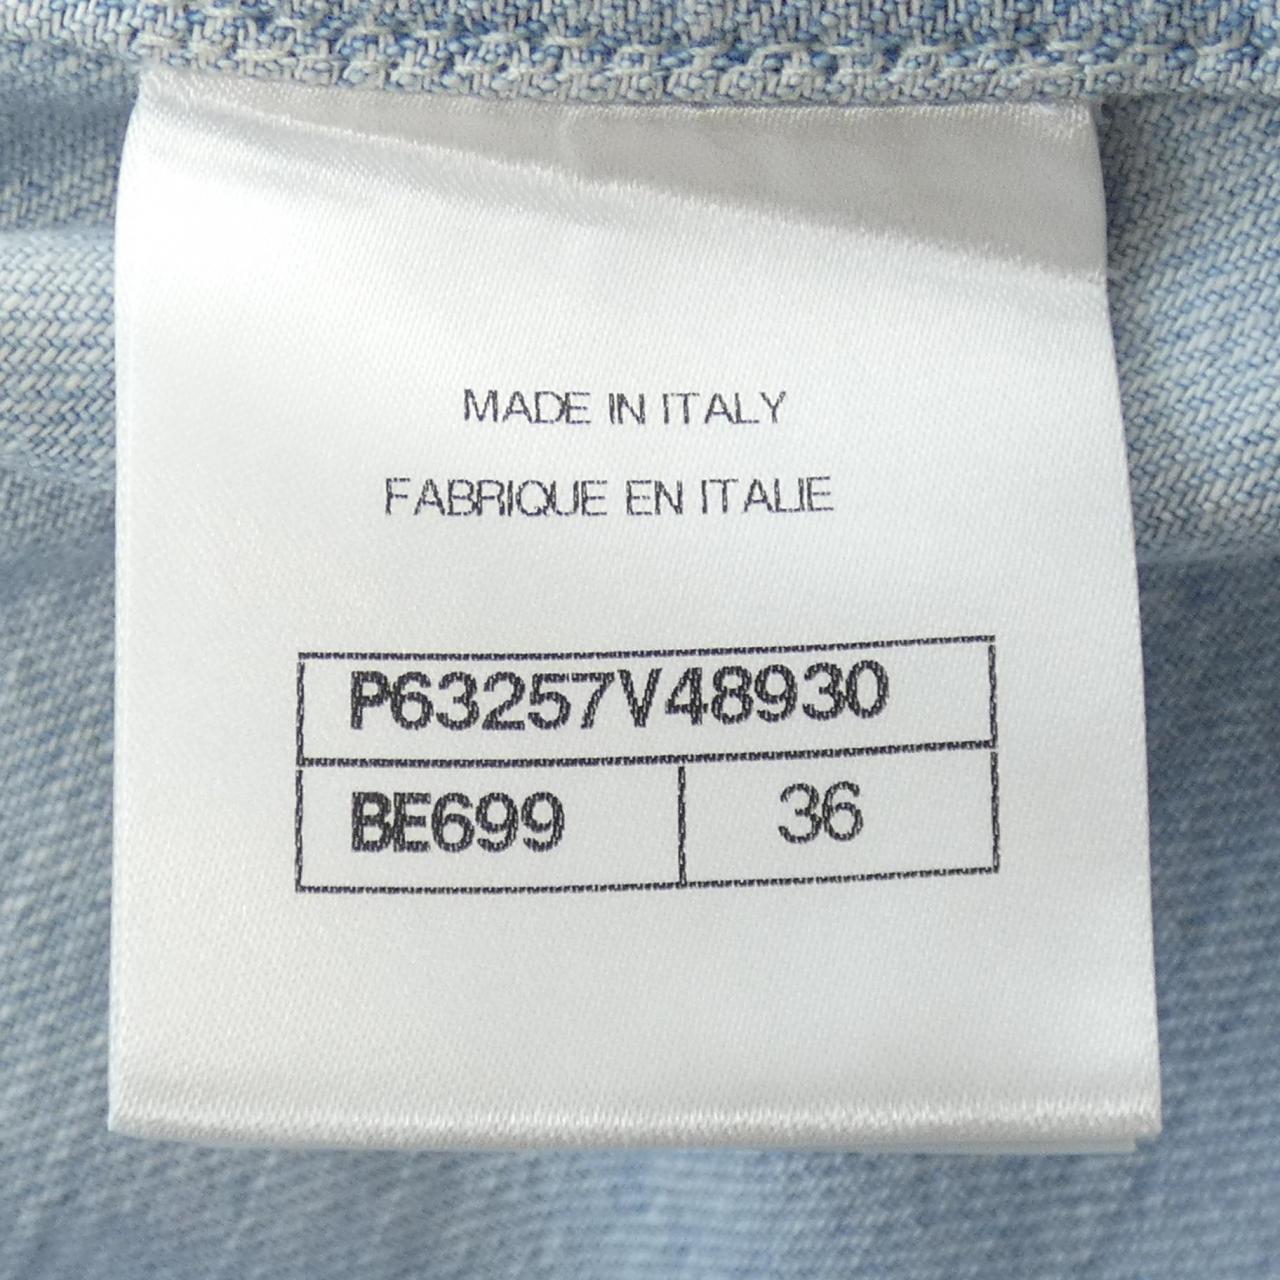 MADE IN ITALY
FABRIQUE EN ITALIE
P63257V48930
BE699 36